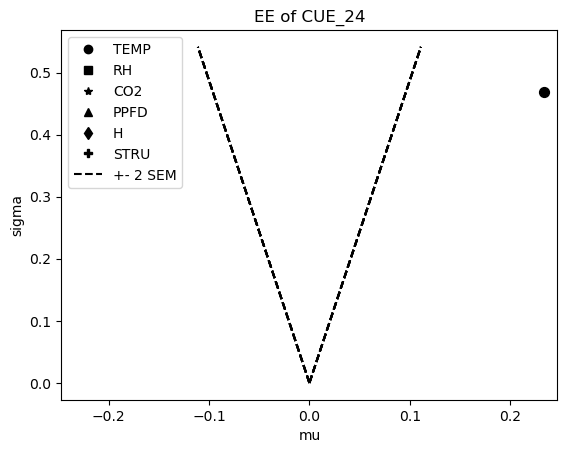 EE of CUE_24
TEMP
RH
CO2
PPFD
H
STRU
+- 2 SEM
0.5
0.4
0.3
0.2
0.1
0.0
sigma
−0.2
−0.1
0.0
0.1
0.2
mu